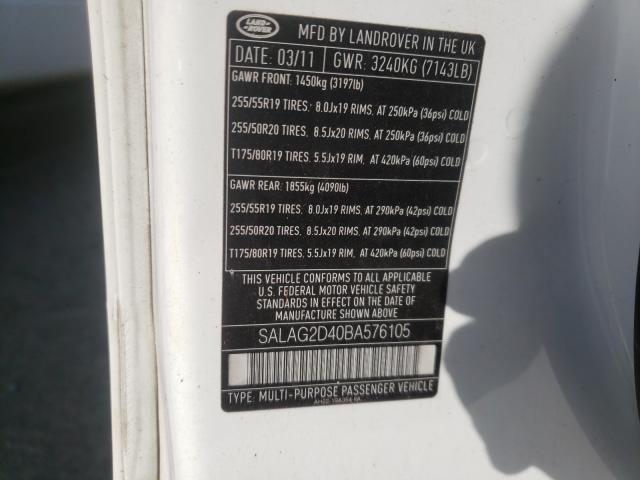 LAND ROVER
MFD BY LANDROVER IN THE UK
DATE: 03/11 GWR: 3240KG (7143LB)
GAWR FRONT: 1450kg (3197lb)
255/55R19 TIRES, 8.0Jx19 RIMS, AT 250kPa (36psi) COLD
255/50R20 TIRES, 8.5Jx20 RIMS, AT 250kPa (36psi) COLD
T175/80R19 TIRES, 5.5Jx19 RIM, AT 420kPa (60psi) COLD
GAWR REAR: 1855kg (4090lb)
255/55R19 TIRES, 8.0Jx19 RIMS, AT 290kPa (42psi) COLD
255/50R20 TIRES, 8.5Jx20 RIMS, AT 290kPa (42psi) COLD
T175/80R19 TIRES, 5.5Jx19 RIM, AT 420kPa (60psi) COLD
THIS VEHICLE CONFORMS TO ALL APPLICABLE
U.S. FEDERAL MOTOR VEHICLE SAFETY
STANDARDS IN EFFECT ON THE DATE OF
MANUFACTURE SHOWN ABOVE
SALAG2D40BA576105
TYPE: MULTI-PURPOSE PASSENGER VEHICLE